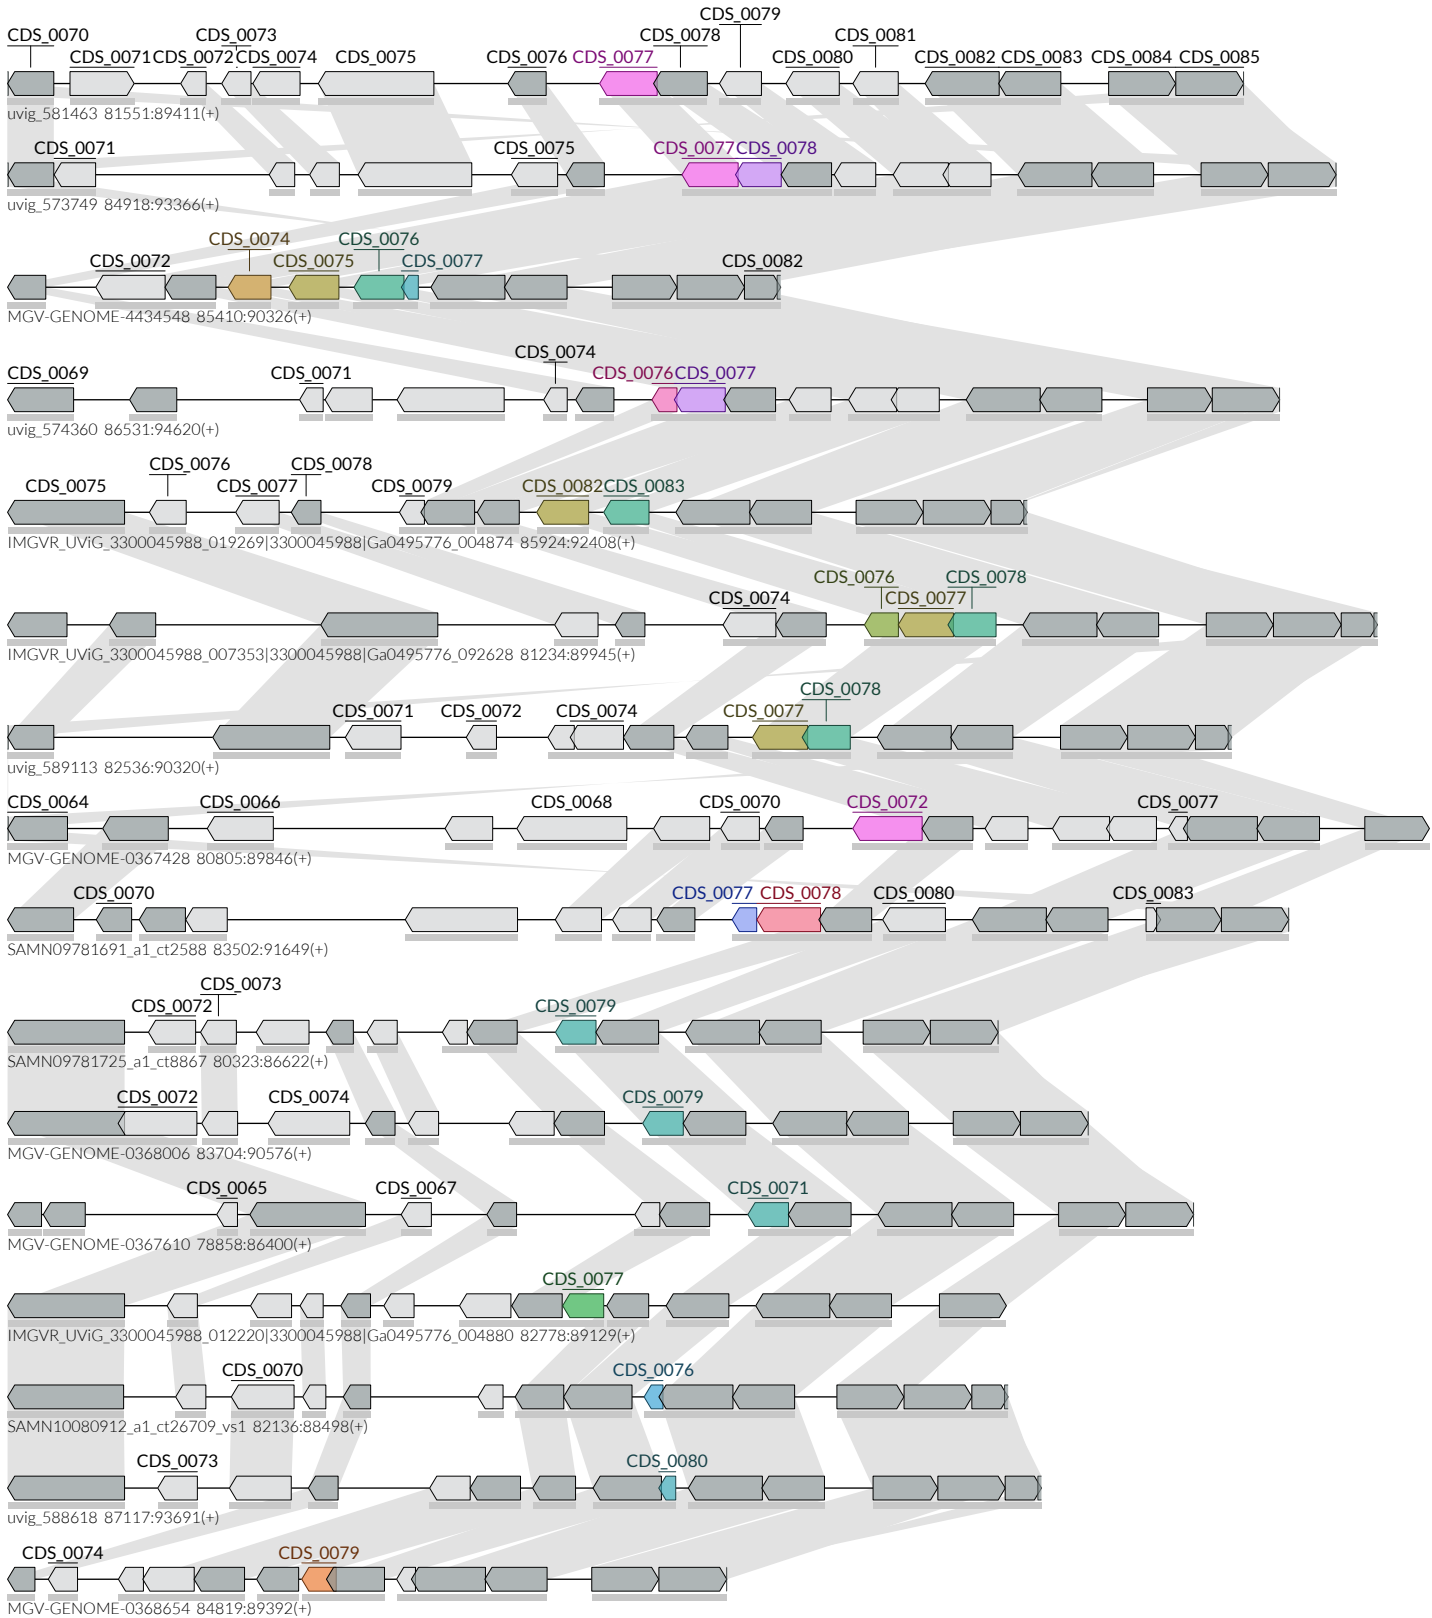 CDS_0079
CDS_0070 CDS_0073 CDS_0078 CDS_0081
CDS_0071 CDS_0072 CDS_0074 CDS_0075 CDS_0076 CDS_0077 CDS_0080 CDS_0082 CDS_0083 CDS_0084 CDS_0085
uvig_581463 81551:89411(+)
CDS_0071 CDS_0075 CDS_0077 CDS_0078
uvig_573749 84918:93366(+)
CDS_0074 CDS_0076
CDS_0072 CDS_0075 CDS_0077 CDS_0082
MGV-GENOME-4434548 85410:90326(+)
CDS_0074
CDS_0069 CDS_0071 CDS_0076 CDS_0077
uvig_574360 86531:94620(+)
CDS_0076 CDS_0078
CDS_0075 CDS_0077 CDS_0079 CDS_0082 CDS_0083
IMGVR_UViG_3300045988_019269|3300045988|Ga0495776_004874 85924:92408(+)
CDS_0076 CDS_0078
CDS_0074 CDS_0077
IMGVR_UViG_3300045988_007353|3300045988|Ga0495776_092628 81234:89945(+)
CDS_0078
CDS_0071 CDS_0072 CDS_0074 CDS_0077
uvig_589113 82536:90320(+)
CDS_0064 CDS_0066 CDS_0068 CDS_0070 CDS_0072 CDS_0077
MGV-GENOME-0367428 80805:89846(+)
CDS_0070 CDS_0077 CDS_0078 CDS_0080 CDS_0083
SAMN09781691_a1_ct2588 83502:91649(+)
CDS_0073
CDS_0072 CDS_0079
SAMN09781725_a1_ct8867 80323:86622(+)
CDS_0072 CDS_0074 CDS_0079
MGV-GENOME-0368006 83704:90576(+)
CDS_0065 CDS_0067 CDS_0071
MGV-GENOME-0367610 78858:86400(+)
CDS_0077
IMGVR_UViG_3300045988_012220|3300045988|Ga0495776_004880 82778:89129(+)
CDS_0070 CDS_0076
SAMN10080912_a1_ct26709_vs1 82136:88498(+)
CDS_0073 CDS_0080
uvig_588618 87117:93691(+)
CDS_0074 CDS_0079
MGV-GENOME-0368654 84819:89392(+)